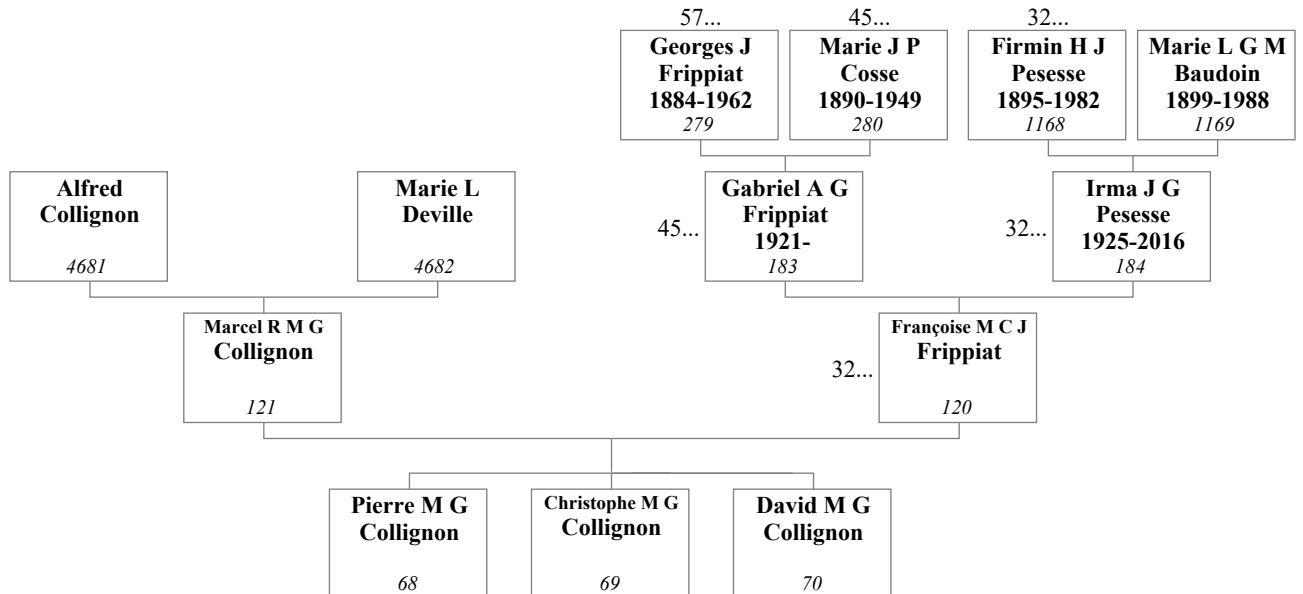 57...
45...
32...
Georges J
Frippiat
1884-1962
279
Marie J P
Cosse
1890-1949
280
Firmin H J
Pesesse
1895-1982
1168
Marie L G M
Baudoin
1899-1988
1169
Alfred
Collignon
4681
Marie L
Deville
4682
45...
Gabriel A G
Frippiat
1921-
183
32...
Irma J G
Pesesse
1925-2016
184
Marcel R M G
Collignon
121
32...
Françoise M C J
Frippiat
120
Pierre M G
Collignon
68
Christophe M G
Collignon
69
David M G
Collignon
70